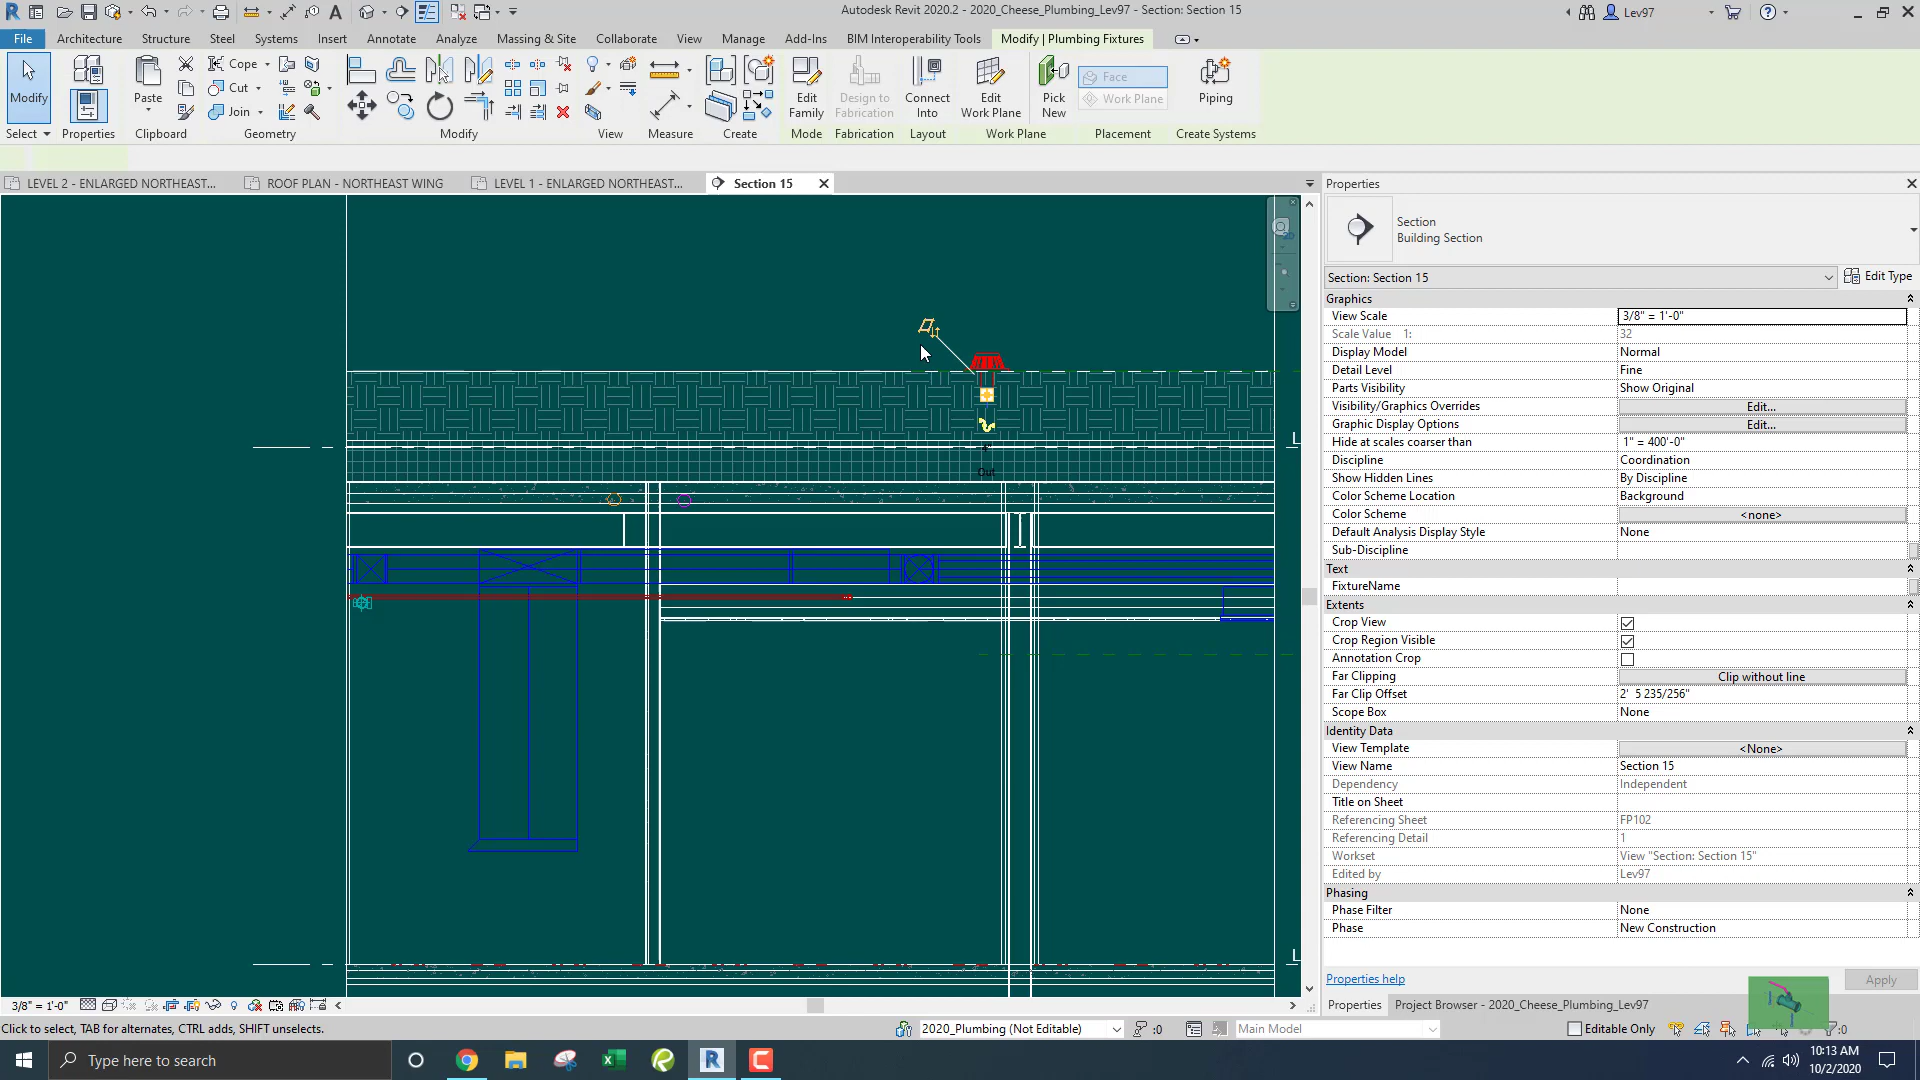 Autodesk Revit 2020.2 - 2020_Cheese_Plumbing_Lev97 - Section: Section 15
Lev97
File Architecture Structure Steel Systems Insert Annotate Analyze Massing & Site Collaborate View Manage Add-Ins BIM Interoperability Tools Modify | Plumbing Fixtures
Modify
Paste
Cope
Cut
Join
Edit Family
Design to Fabrication
Connect Into
Edit Work Plane
Pick New
Face
Work Plane
Piping
Select Properties Clipboard Geometry Modify View Measure Create Mode Fabrication Layout Work Plane Placement Create Systems
LEVEL 2 - ENLARGED NORTHEAST... ROOF PLAN - NORTHEAST WING LEVEL 1 - ENLARGED NORTHEAST... Section 15
Out
Properties
Section
Building Section
Section: Section 15 Edit Type
Graphics
View Scale 3/8" = 1'-0"
Scale Value 1: 32
Display Model Normal
Detail Level Fine
Parts Visibility Show Original
Visibility/Graphics Overrides Edit...
Graphic Display Options Edit...
Hide at scales coarser than 1" = 400'-0"
Discipline Coordination
Show Hidden Lines By Discipline
Color Scheme Location Background
Color Scheme <none>
Default Analysis Display Style None
Sub-Discipline
Text
FixtureName
Extents
Crop View
Crop Region Visible
Annotation Crop
Far Clipping Clip without line
Far Clip Offset 2' 5 235/256"
Scope Box None
Identity Data
View Template <None>
View Name Section 15
Dependency Independent
Title on Sheet
Referencing Sheet FP102
Referencing Detail 1
Workset View "Section: Section 15"
Edited by Lev97
Phasing
Phase Filter None
Phase New Construction
Properties help Apply
Properties Project Browser - 2020_Cheese_Plumbing_Lev97
3/8" = 1'-0"
Click to select, TAB for alternates, CTRL adds, SHIFT unselects.
2020_Plumbing (Not Editable) :0 Main Model Editable Only :0
Type here to search
10:13 AM
10/2/2020